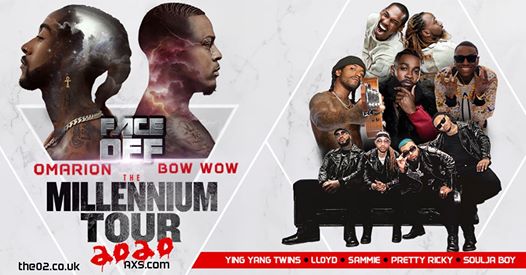 FACE
OFF
OMARION BOW WOW
THE
MILLENNIUM
TOUR
2020
the02.co.uk AXS.com
YING YANG TWINS • LLOYD • SAMMIE • PRETTY RICKY • SOULJA BOY